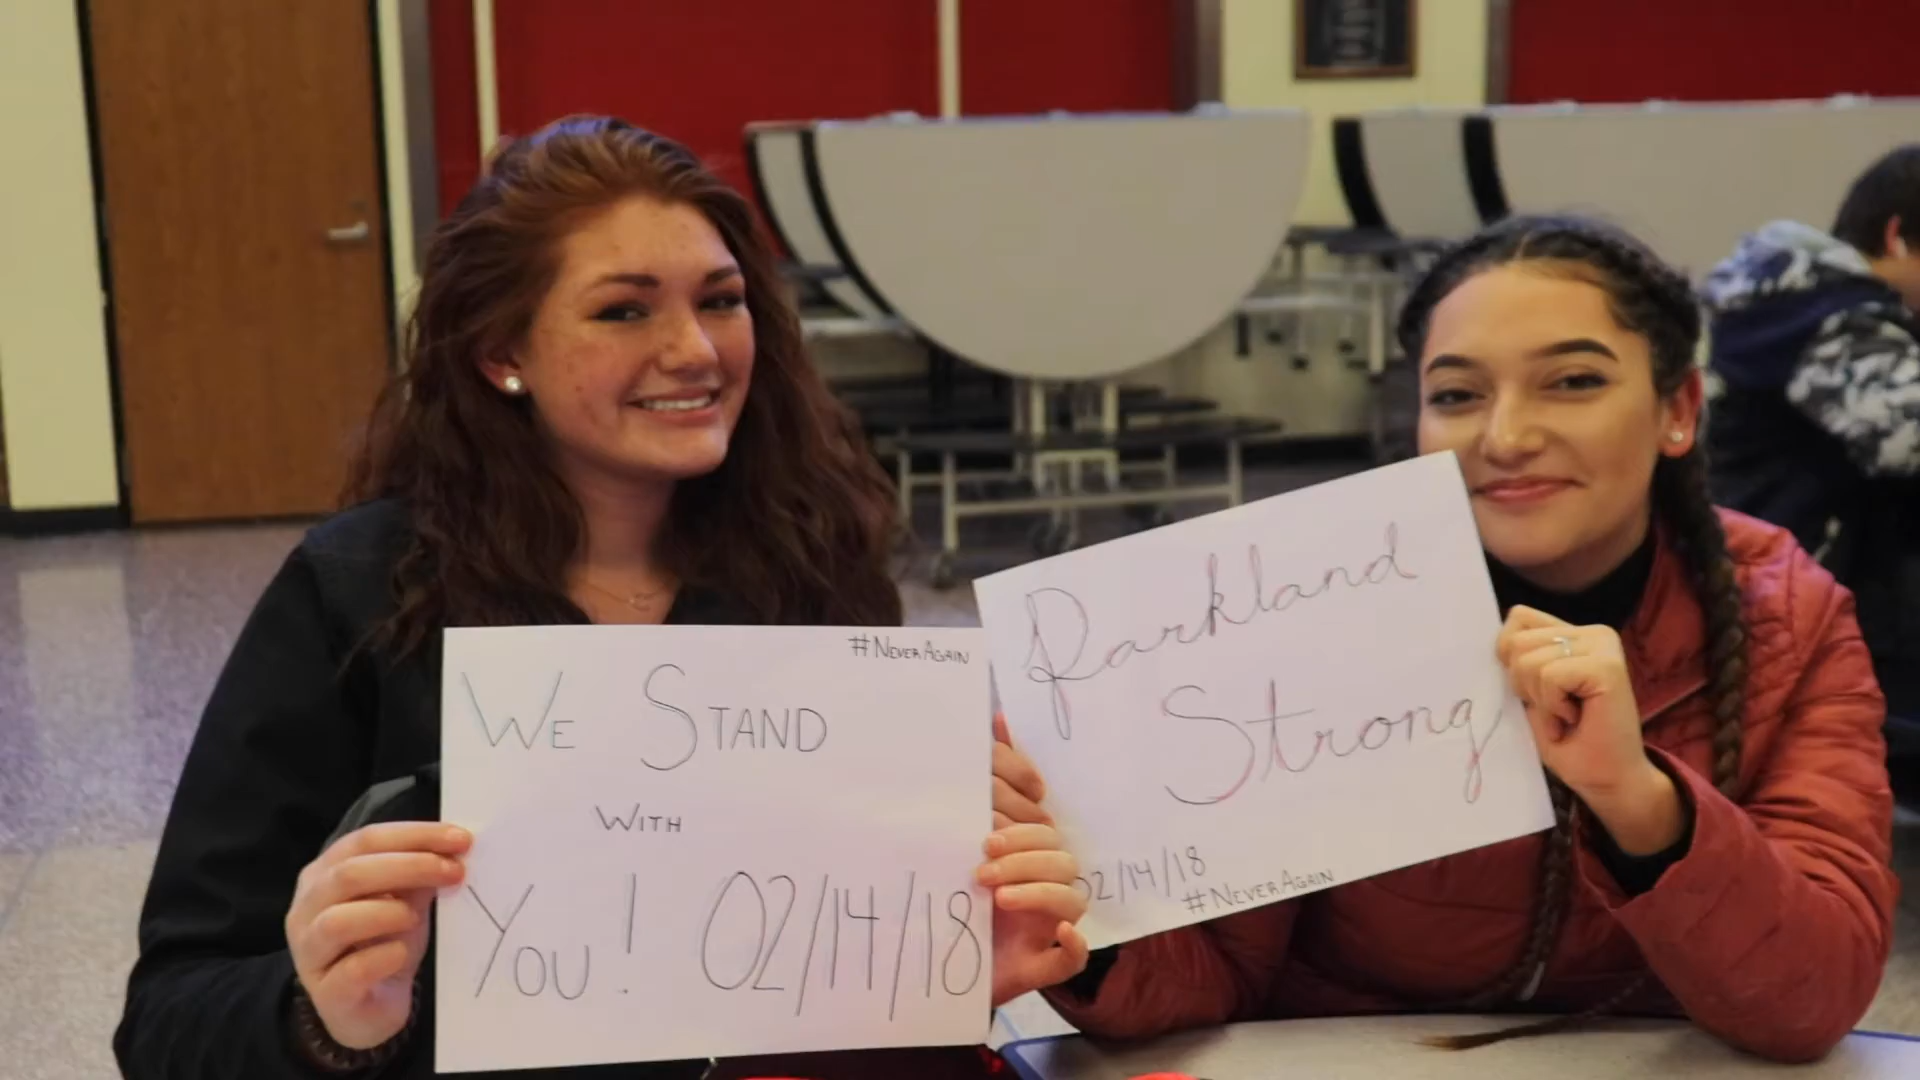 #NEVERAGAIN
WE STAND
WITH
YOU! 02/14/18
Parkland
Strong
02/14/18
#NEVERAGAIN